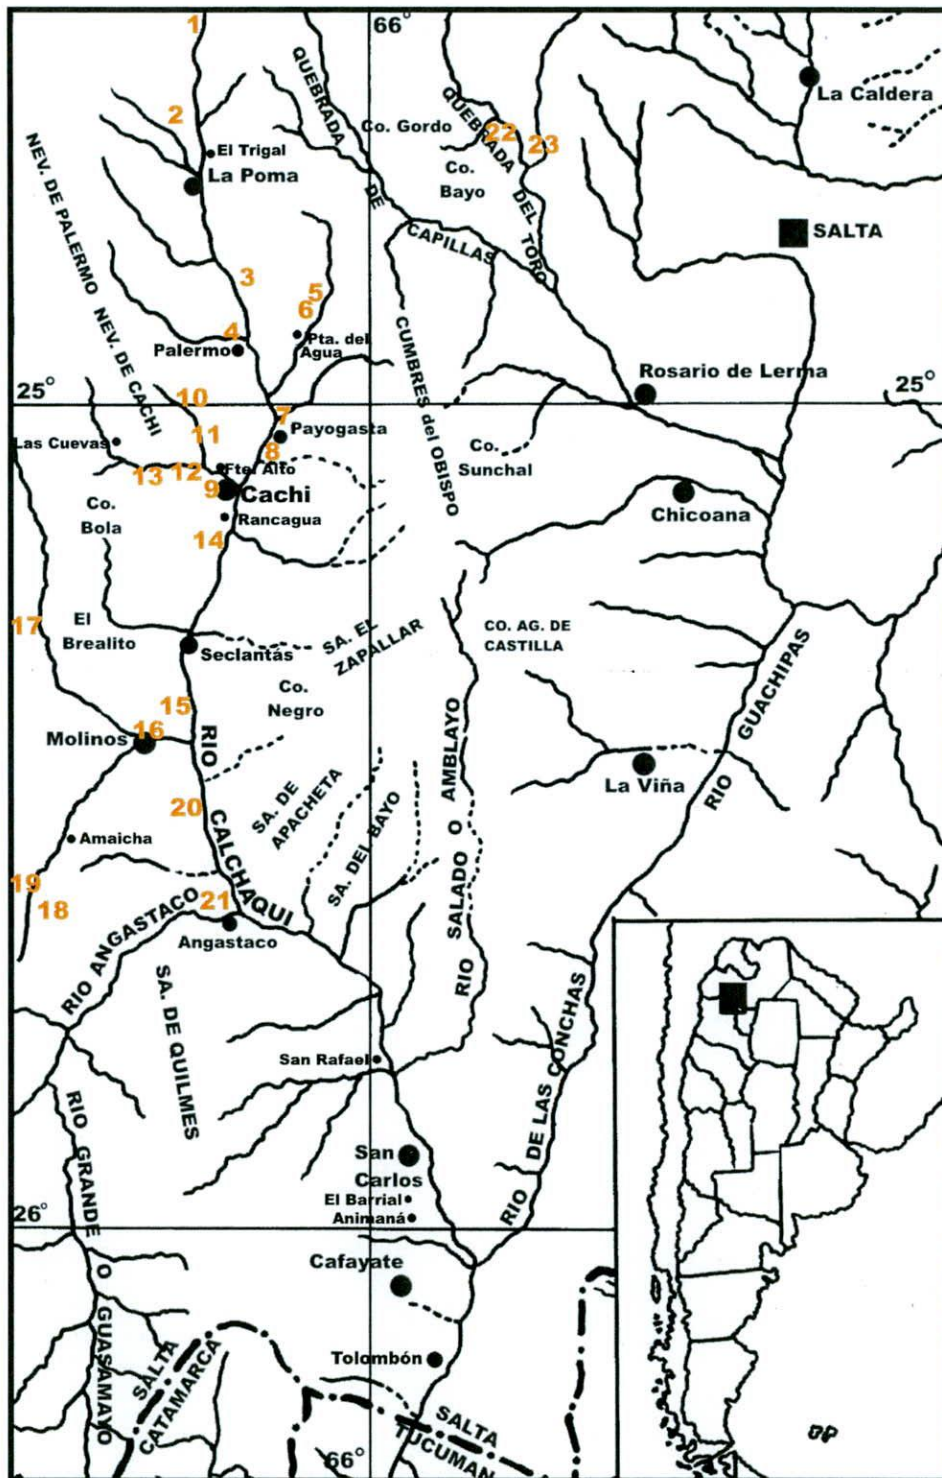 1
66°
La Caldera
2
QUEBRADA
DE
CAPILLAS
Co. Gordo
QUEBRADA
DEL
TORO
22
23
El Trigal
La Poma
Co.
Bayo
NEV. DE PALERMO
NEV. DE CACHI
SALTA
3
5
6
4
Pta. del
Agua
Palermo
CUMBRES del OBISPO
Rosario de Lerma
25°
25°
10
7
Payogasta
11
8
Las Cuevas
Co.
Sunchal
12
Fte. Alto
13
9
Cachi
Chicoana
Co.
Bola
Rancagua
14
17
El
Brealito
SA. EL
ZAPALLAR
CO. AG. DE
CASTILLA
Seclantás
Co.
Negro
15
RIO
CALCHAQUI
GUACHIPAS
RIO
16
Molinos
La Viña
20
SA. DE
APACHETA
SA. DEL BAYO
RIO SALADO O AMBLAYO
Amaicha
19
18
21
RIO ANGASTACO
Angastaco
SA. DE QUILMES
San Rafael
RIO DE LAS CONCHAS
RIO GRANDE O GUASAMAYO
San
Carlos
El Barrial
Animaná
26°
Cafayate
SALTA
CATAMARCA
Tolombón
SALTA
TUCUMAN
66°